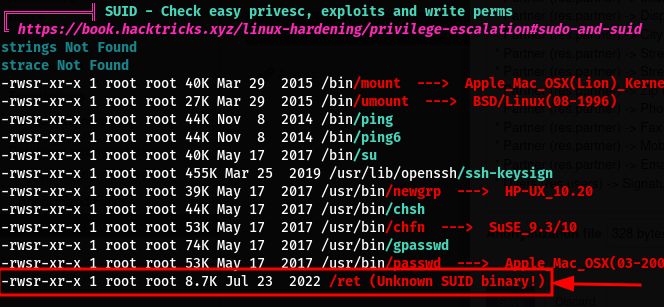 SUID - Check easy privesc, exploits and write perms
https://book.hacktricks.xyz/linux-hardening/privilege-escalation#sudo-and-suid
strings Not Found
strace Not Found
-rwsr-xr-x 1 root root 40K Mar 29  2015 /bin/mount  --->  Apple_Mac_OSX(Lion)_Kerne
-rwsr-xr-x 1 root root 27K Mar 29  2015 /bin/umount  --->  BSD/Linux(08-1996)
-rwsr-xr-x 1 root root 44K Nov  8  2014 /bin/ping
-rwsr-xr-x 1 root root 44K Nov  8  2014 /bin/ping6
-rwsr-xr-x 1 root root 40K May 17  2017 /bin/su
-rwsr-xr-x 1 root root 455K Mar 25  2019 /usr/lib/openssh/ssh-keysign
-rwsr-xr-x 1 root root 39K May 17  2017 /usr/bin/newgrp  --->  HP-UX_10.20
-rwsr-xr-x 1 root root 44K May 17  2017 /usr/bin/chsh
-rwsr-xr-x 1 root root 53K May 17  2017 /usr/bin/chfn  --->  SuSE_9.3/10
-rwsr-xr-x 1 root root 74K May 17  2017 /usr/bin/gpasswd
-rwsr-xr-x 1 root root 53K May 17  2017 /usr/bin/passwd  --->  Apple_Mac_OSX(03-200
-rwsr-xr-x 1 root root 8.7K Jul 23  2022 /ret (Unknown SUID binary!)